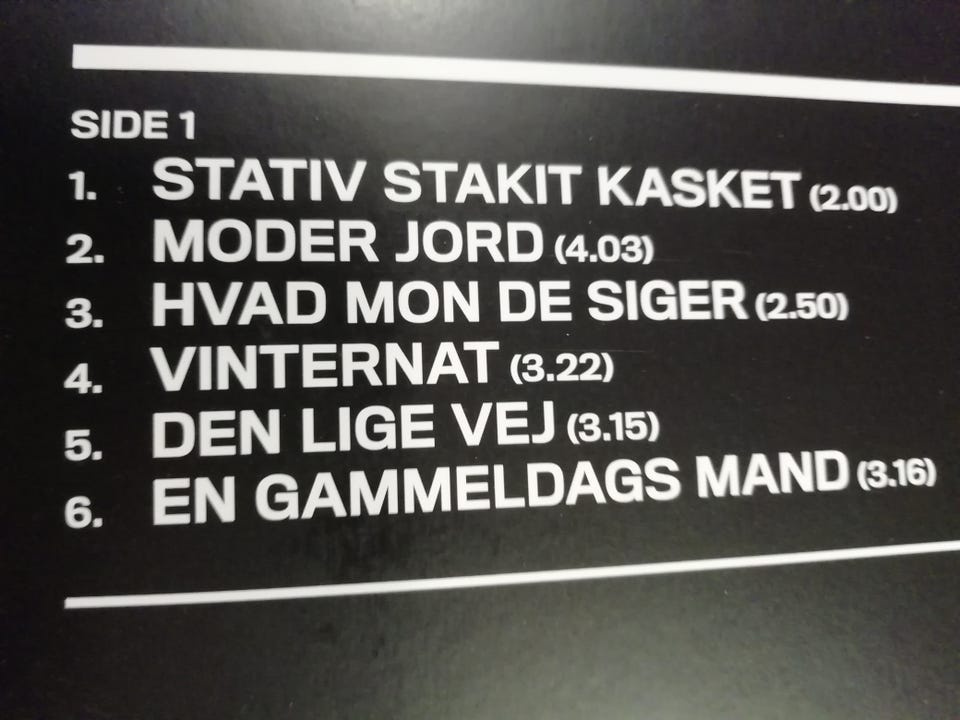 SIDE 1
1. STATIV STAKIT KASKET (2.00)
2. MODER JORD (4.03)
3. HVAD MON DE SIGER (2.50)
4. VINTERNAT (3.22)
5. DEN LIGE VEJ (3.15)
6. EN GAMMELDAGS MAND (3.16)